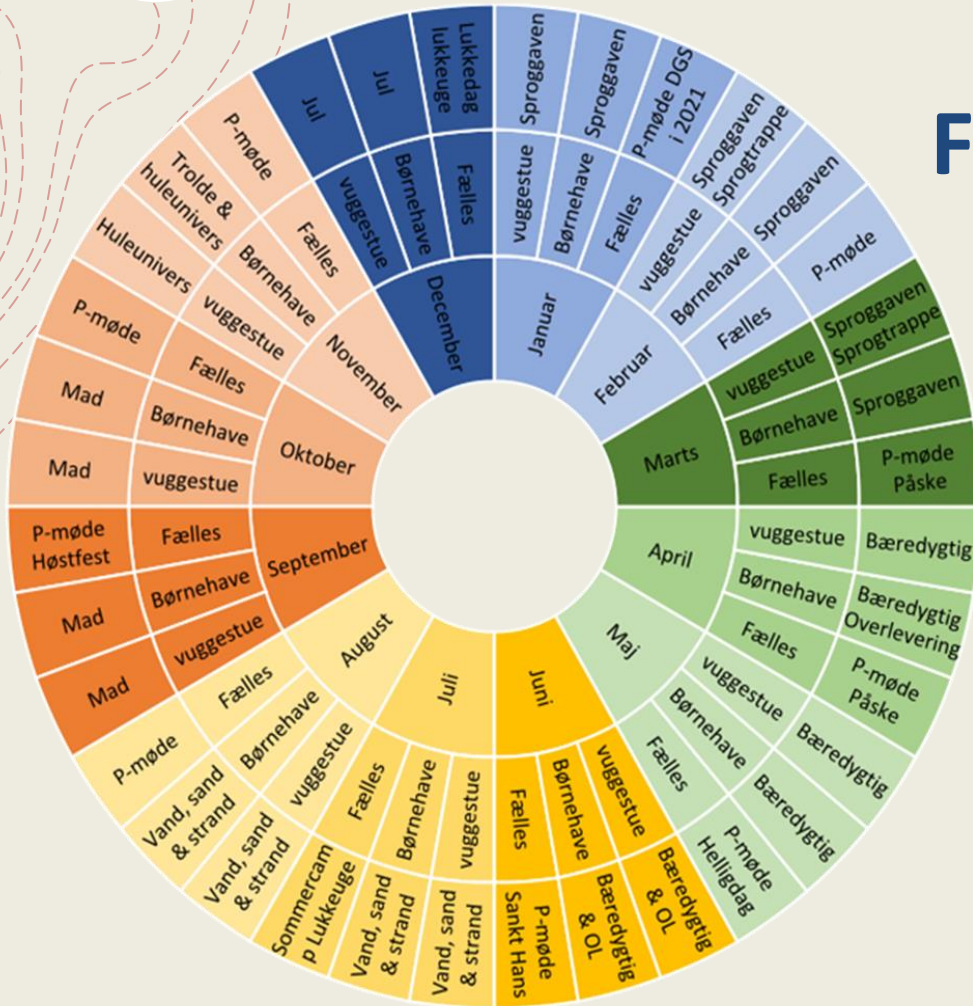 F
Januar
vuggestue
Sproggaven
Børnehave
Sproggaven
Fælles
P-møde DGS
i 2021
Februar
vuggestue
Sproggaven
Sprogtrappe
Børnehave
Sproggaven
Fælles
P-møde
Marts
vuggestue
Sproggaven
Sprogtrappe
Børnehave
Sproggaven
Fælles
P-møde
Påske
April
vuggestue
Bæredygtig
Børnehave
Bæredygtig
Overlevering
Fælles
P-møde
Påske
Maj
vuggestue
Bæredygtig
Børnehave
Bæredygtig
Fælles
P-møde
Helligdag
Juni
vuggestue
Bæredygtig
& OL
Børnehave
Bæredygtig
& OL
Fælles
P-møde
Sankt Hans
Juli
vuggestue
Vand, sand
& strand
Børnehave
Vand, sand
& strand
Fælles
Sommercam
p Lukkeuge
August
vuggestue
Vand, sand
& strand
Børnehave
Vand, sand
& strand
Fælles
P-møde
September
vuggestue
Mad
Børnehave
Mad
Fælles
P-møde
Høstfest
Oktober
vuggestue
Mad
Børnehave
Mad
Fælles
P-møde
November
vuggestue
Huleunivers
Børnehave
Trolde &
huleunivers
Fælles
P-møde
December
vuggestue
Jul
Børnehave
Jul
Fælles
Lukkedag
lukkeuge